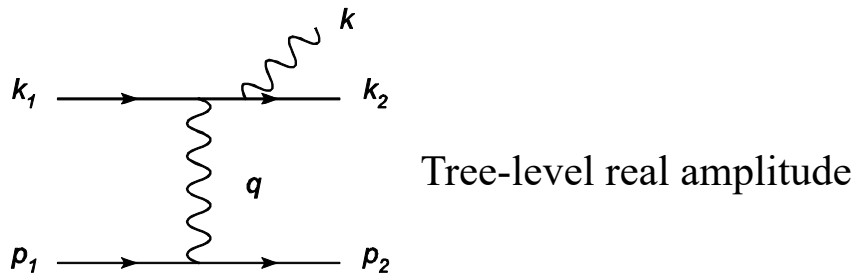 k
k₁ k₂
q Tree-level real amplitude
p₁ p₂